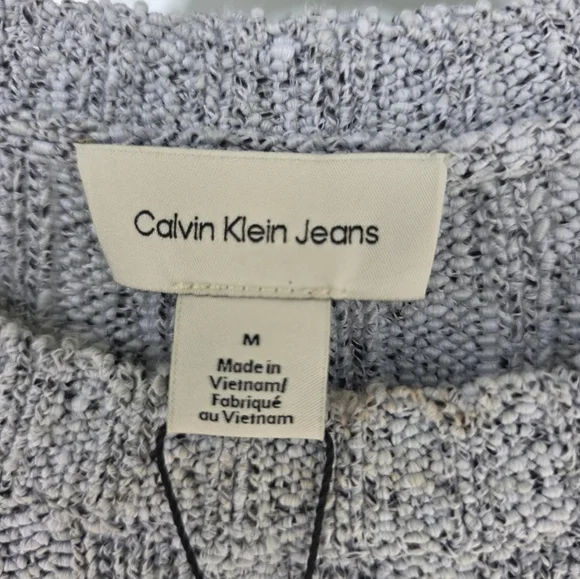 Calvin Klein Jeans
M
Made in
Vietnam/
Fabriqué
au Vietnam